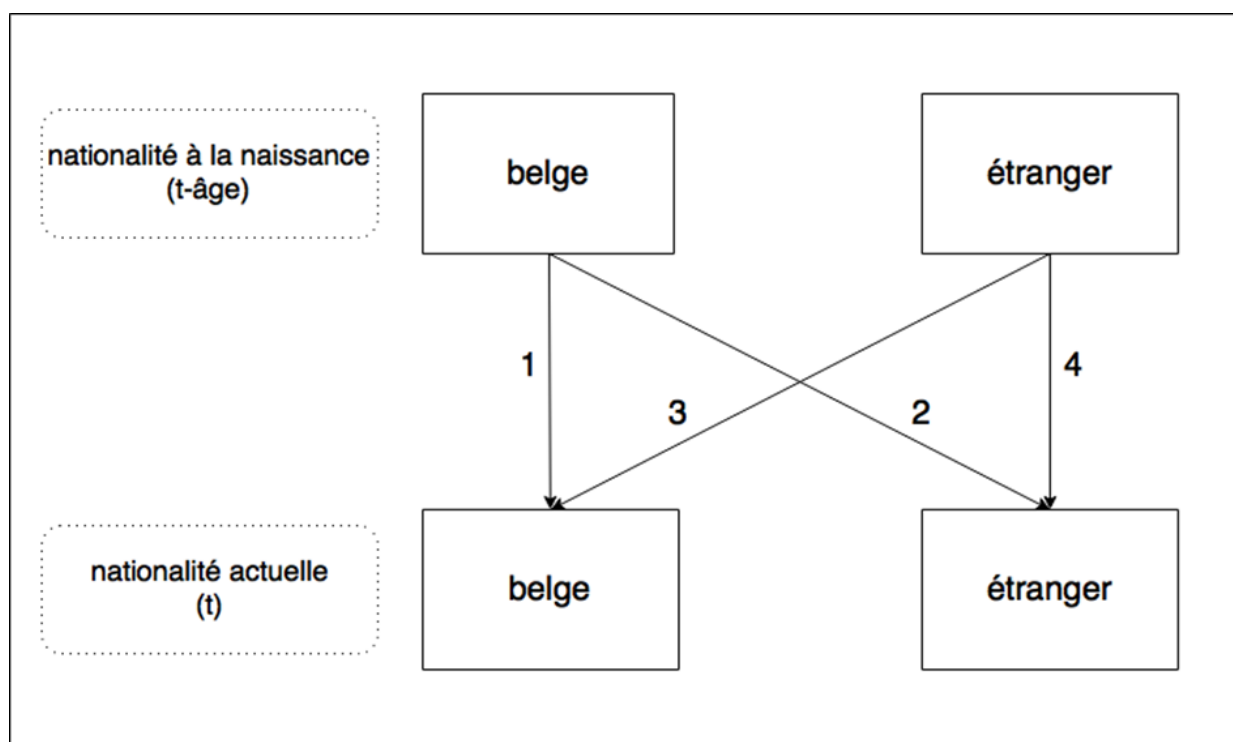 nationalité à la naissance
(t-âge)
belge
étranger
1
3
2
4
nationalité actuelle
(t)
belge
étranger